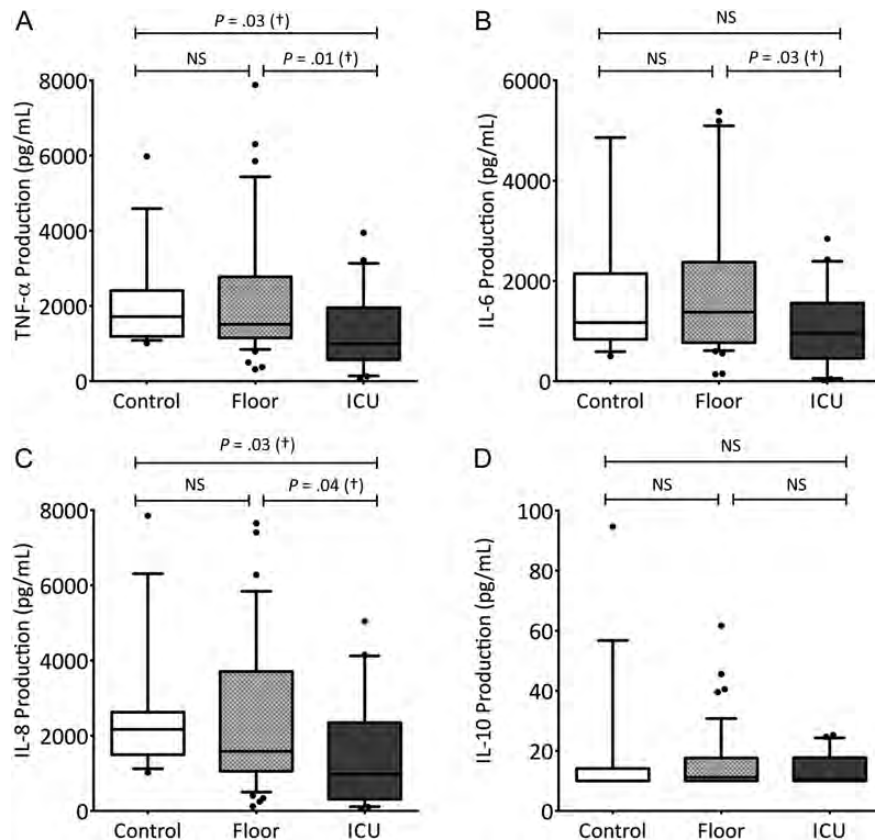 A
P = .03 (†)
NS
P = .01 (†)
TNF-α Production (pg/mL)
8000
6000
4000
2000
0
Control
Floor
ICU
B
NS
NS
P = .03 (†)
IL-6 Production (pg/mL)
6000
4000
2000
0
Control
Floor
ICU
C
P = .03 (†)
NS
P = .04 (†)
IL-8 Production (pg/mL)
8000
6000
4000
2000
0
Control
Floor
ICU
D
NS
NS
NS
IL-10 Production (pg/mL)
100
80
60
40
20
0
Control
Floor
ICU